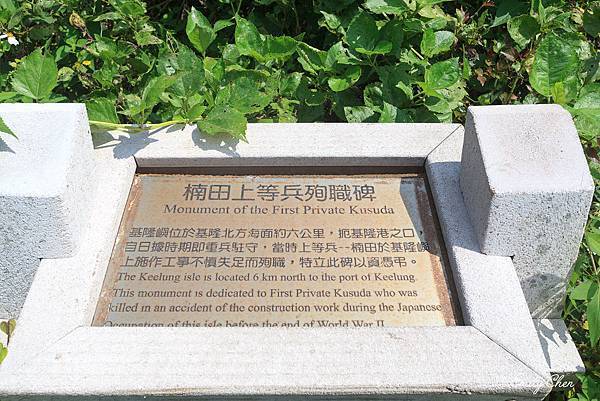 楠田上等兵殉職碑
Monument of the First Private Kusuda
基隆嶼位於基隆北方海面約六公里，扼基隆港之口，
自日據時期即重兵駐守，當時上等兵--楠田於基隆嶼
上施作工事不慎失足而殉職，特立此碑以資憑弔。
The Keelung isle is located 6 km north to the port of Keelung.
This monument is dedicated to First Private Kusuda who was
killed in an accident of the construction work during the Japanese
Occupation of this isle before the end of World War II
Chen